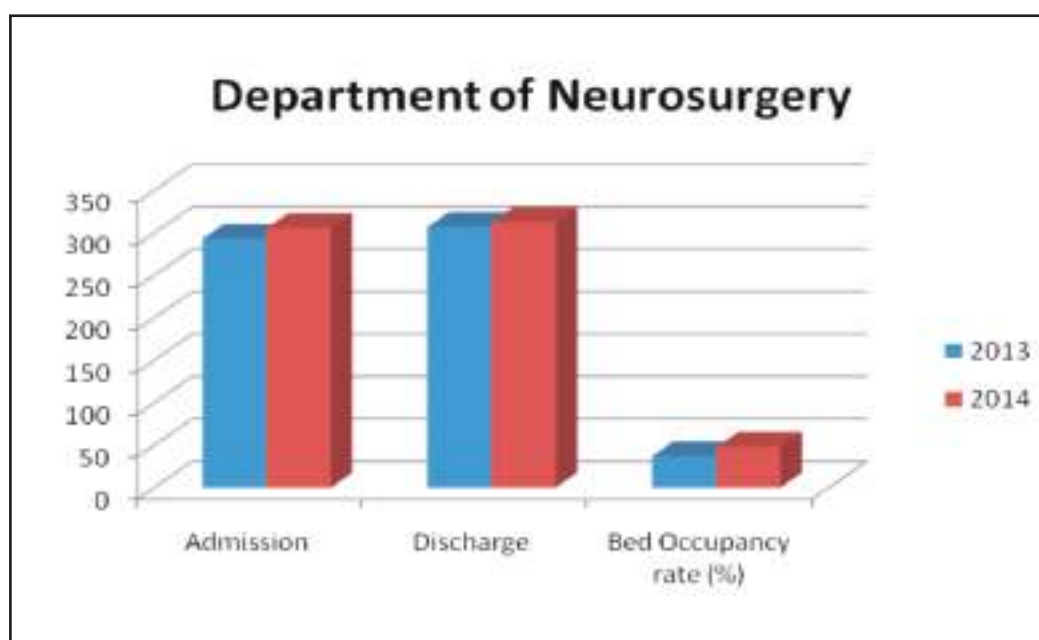 Department of Neurosurgery
350
300
250
200
150
100
50
0
Admission
Discharge
Bed Occupancy
rate (%)
2013
2014